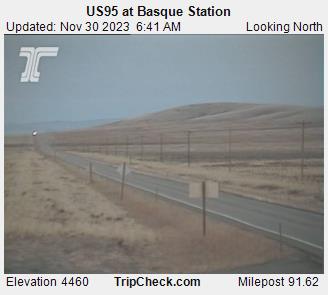 US95 at Basque Station
Updated: Nov 30 2023 6:41 AM Looking North
Elevation 4460 TripCheck.com Milepost 91.62